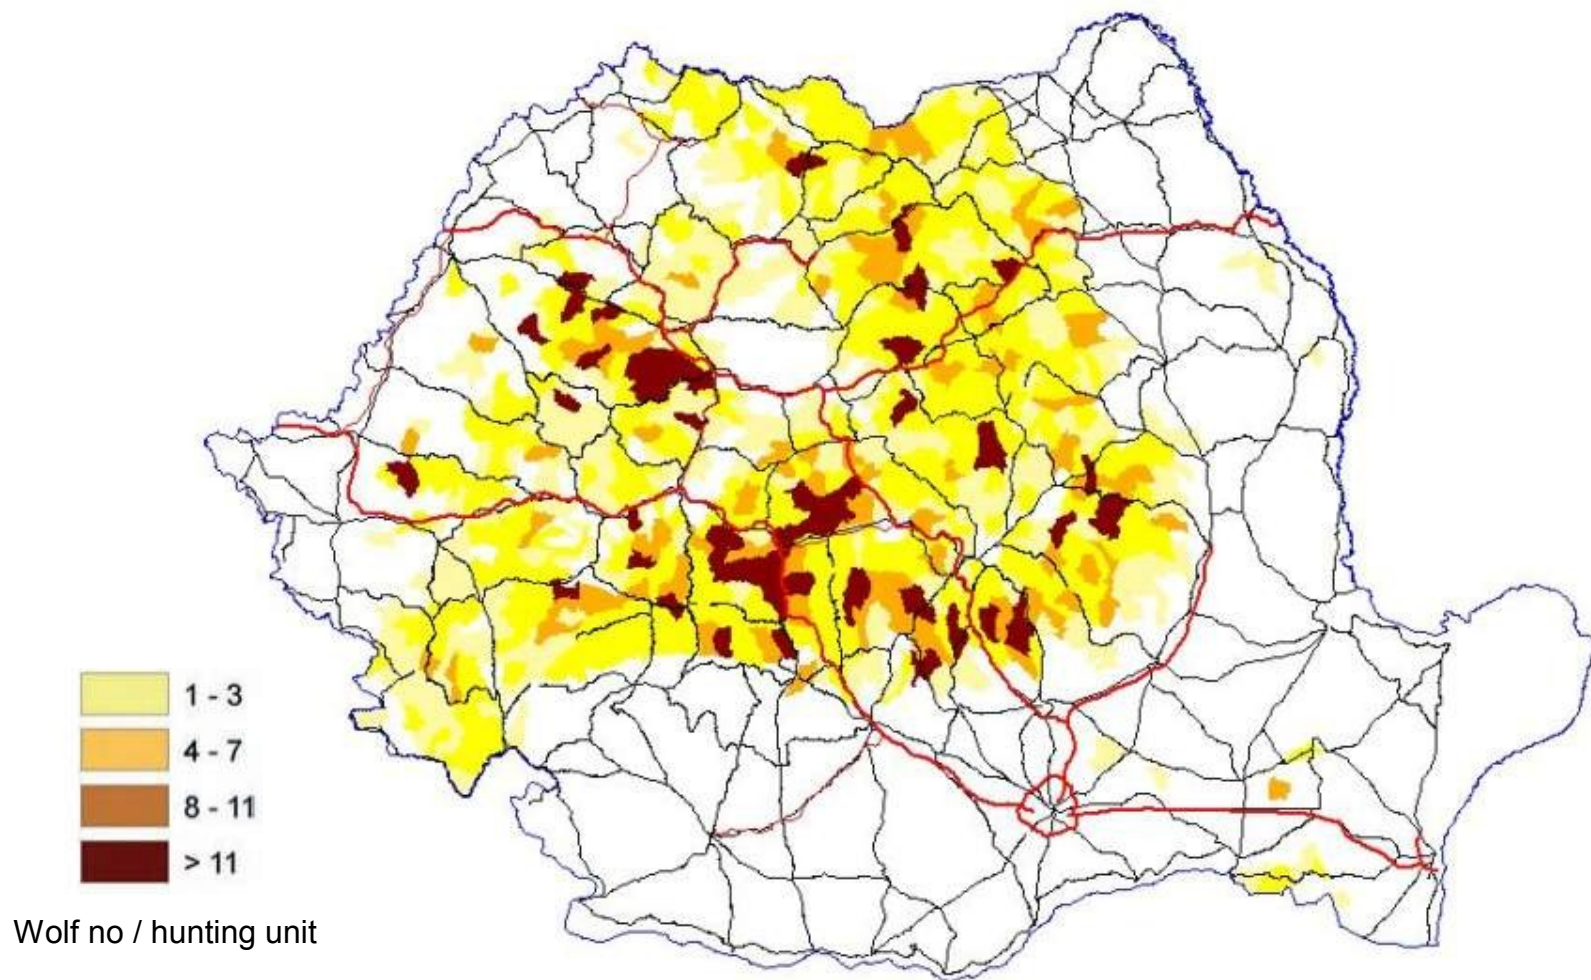 1 - 3
4 - 7
8 - 11
> 11
Wolf no / hunting unit